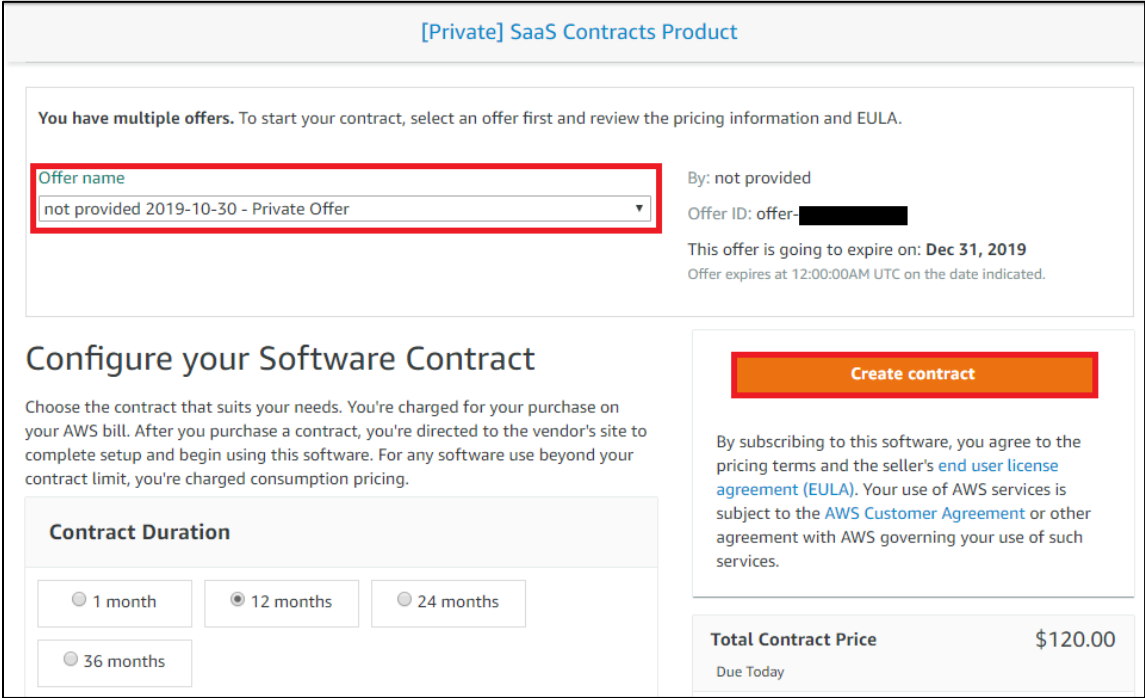 [Private] SaaS Contracts Product
You have multiple offers. To start your contract, select an offer first and review the pricing information and EULA.
Offer name
not provided 2019-10-30 - Private Offer
By: not provided
Offer ID: offer-
This offer is going to expire on: Dec 31, 2019
Offer expires at 12:00:00AM UTC on the date indicated.
Configure your Software Contract
Choose the contract that suits your needs. You're charged for your purchase on
your AWS bill. After you purchase a contract, you're directed to the vendor's site to
complete setup and begin using this software. For any software use beyond your
contract limit, you're charged consumption pricing.
Contract Duration
1 month
12 months
24 months
36 months
Create contract
By subscribing to this software, you agree to the
pricing terms and the seller's end user license
agreement (EULA). Your use of AWS services is
subject to the AWS Customer Agreement or other
agreement with AWS governing your use of such
services.
Total Contract Price
$120.00
Due Today